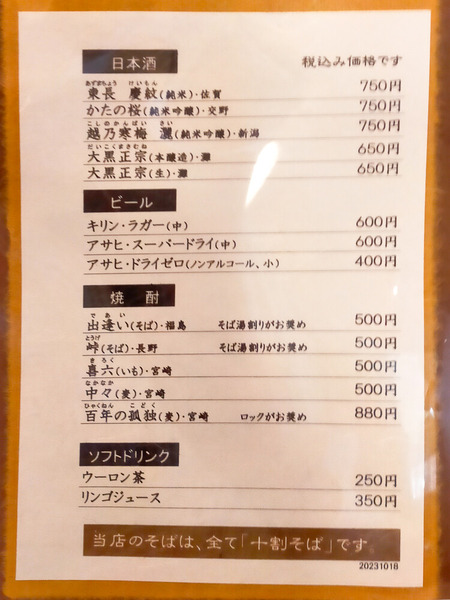 日本酒 税込み価格です
あずまちょう けいもん
東長 慶紋(純米)・佐賀 750円
かたの桜(純米吟醸)・交野 750円
こしのかんばい さい
越乃寒梅 灑(純米吟醸)・新潟 750円
だいこくまさむね
大黒正宗(本醸造)・灘 650円
大黒正宗(生)・灘 650円
ビール
キリン・ラガー(中) 600円
アサヒ・スーパードライ(中) 600円
アサヒ・ドライゼロ(ノンアルコール、小) 400円
焼酎
であい
出逢い(そば)・福島 そば湯割りがお奨め 500円
とうげ
峠(そば)・長野 そば湯割りがお奨め 500円
きろく
喜六(いも)・宮崎 500円
なかなか
中々(麦)・宮崎 500円
ひゃくねん こどく
百年の孤独(麦)・宮崎 ロックがお奨め 880円
ソフトドリンク
ウーロン茶 250円
リンゴジュース 350円
当店のそばは、全て「十割そば」です。
20231018